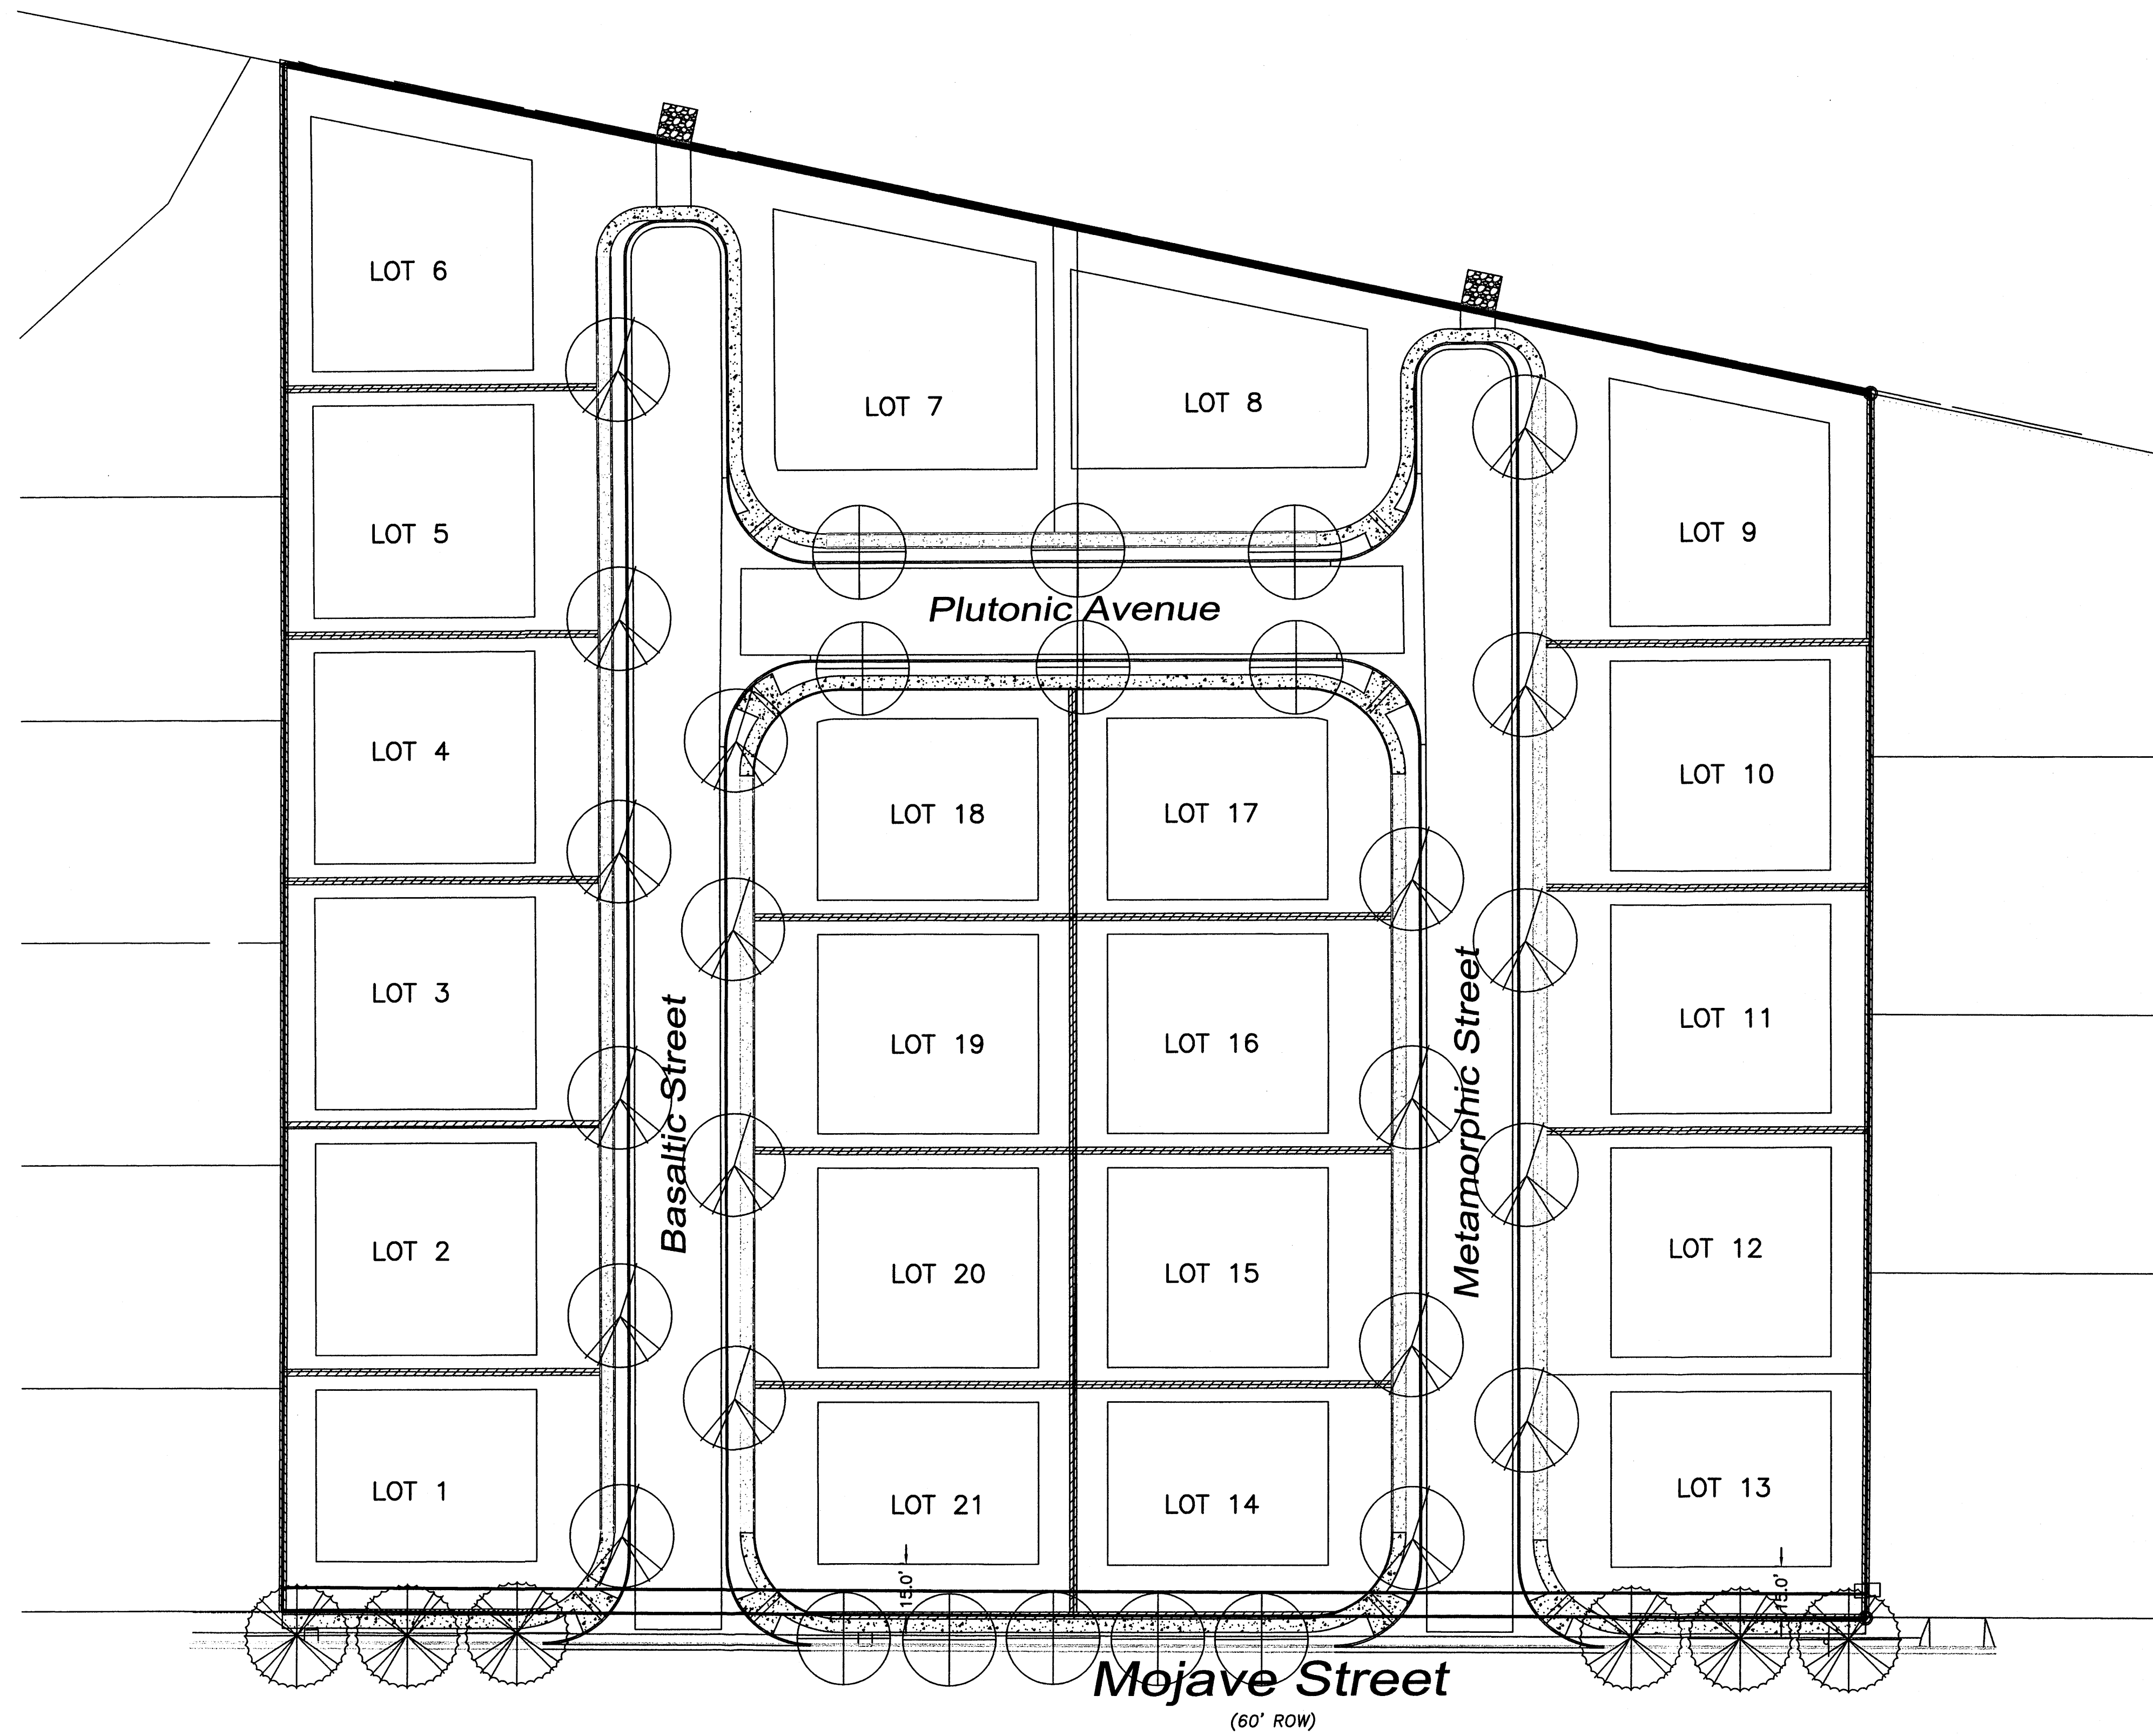 LOT 6
LOT 7
LOT 8
LOT 5
LOT 9
Plutonic Avenue
LOT 4
LOT 10
LOT 18
LOT 17
LOT 3
LOT 11
LOT 19
LOT 16
Basaltic Street
Metamorphic Street
LOT 2
LOT 12
LOT 20
LOT 15
LOT 1
LOT 13
LOT 21
LOT 14
15.0'
15.0'
Mojave Street
(60' ROW)